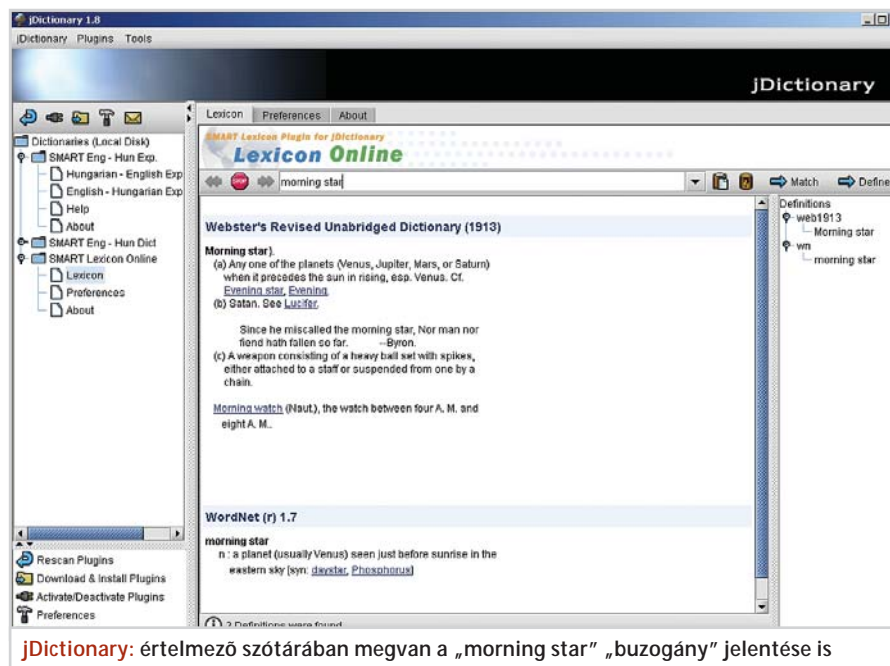 jDictionary 1.8
jDictionary Plugins Tools
jDictionary
Lexicon Preferences About
Dictionaries (Local Disk)
SMART Eng - Hun Exp.
Hungarian - English Exp
English - Hungarian Exp
Help
About
SMART Eng - Hun Dict
SMART Lexicon Online
Lexicon
Preferences
About
SMART Lexicon Plugin for jDictionary
Lexicon Online
STOP
morning star
Match Define
Webster's Revised Unabridged Dictionary (1913)
Morning star).
(a) Any one of the planets (Venus, Jupiter, Mars, or Saturn)
when it precedes the sun in rising, esp. Venus. Cf.
Evening star, Evening.
(b) Satan. See Lucifer.
Since he miscalled the morning star, Nor man nor
fiend hath fallen so far. --Byron.
(c) A weapon consisting of a heavy ball set with spikes,
either attached to a staff or suspended from one by a
chain.
Morning watch (Naut.), the watch between four A. M. and
eight A. M..
WordNet (r) 1.7
morning star
n : a planet (usually Venus) seen just before sunrise in the
eastern sky [syn: daystar, Phosphorus]
2 Definitions were found
Definitions
web1913
Morning star
wn
morning star
Rescan Plugins
Download & Install Plugins
Activate/Deactivate Plugins
Preferences
jDictionary: értelmezõ szótárában megvan a „morning star” „buzogány” jelentése is